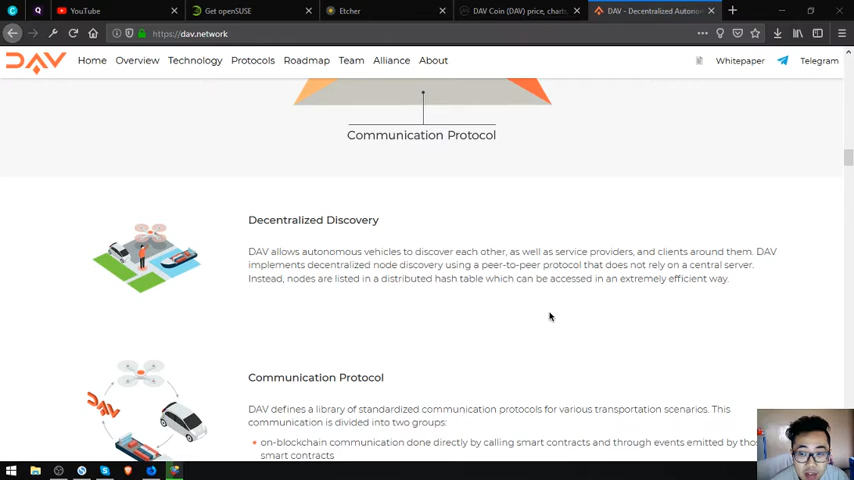 YouTube
Get openSUSE
Etcher
DAV Coin (DAV) price, charts,
DAV - Decentralized Autono
https://dav.network
DAV
Home
Overview
Technology
Protocols
Roadmap
Team
Alliance
About
Whitepaper
Telegram
Communication Protocol
Decentralized Discovery
DAV allows autonomous vehicles to discover each other, as well as service providers, and clients around them. DAV
implements decentralized node discovery using a peer-to-peer protocol that does not rely on a central server.
Instead, nodes are listed in a distributed hash table which can be accessed in an extremely efficient way.
DAV
Communication Protocol
DAV defines a library of standardized communication protocols for various transportation scenarios. This
communication is divided into two groups:
on-blockchain communication done directly by calling smart contracts and through events emitted by thos
smart contracts